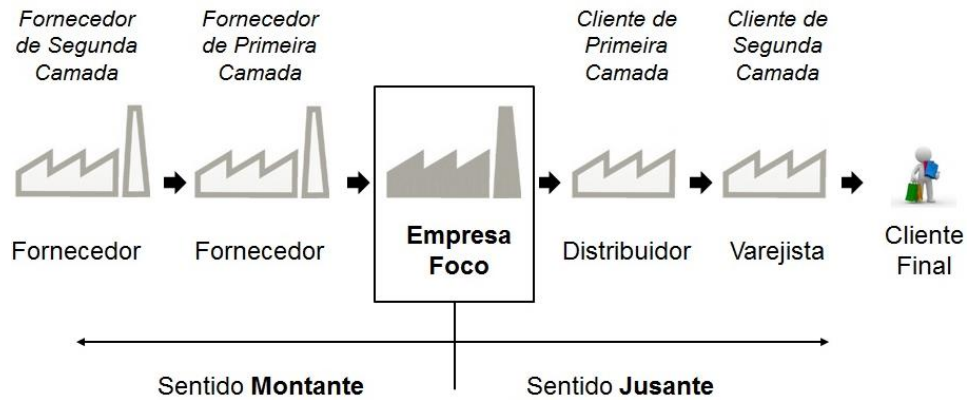 Fornecedor
de Segunda
Camada
Fornecedor
de Primeira
Camada
Cliente de
Primeira
Camada
Cliente de
Segunda
Camada
Fornecedor
Fornecedor
Empresa
Foco
Distribuidor
Varejista
Cliente
Final
Sentido Montante
Sentido Jusante